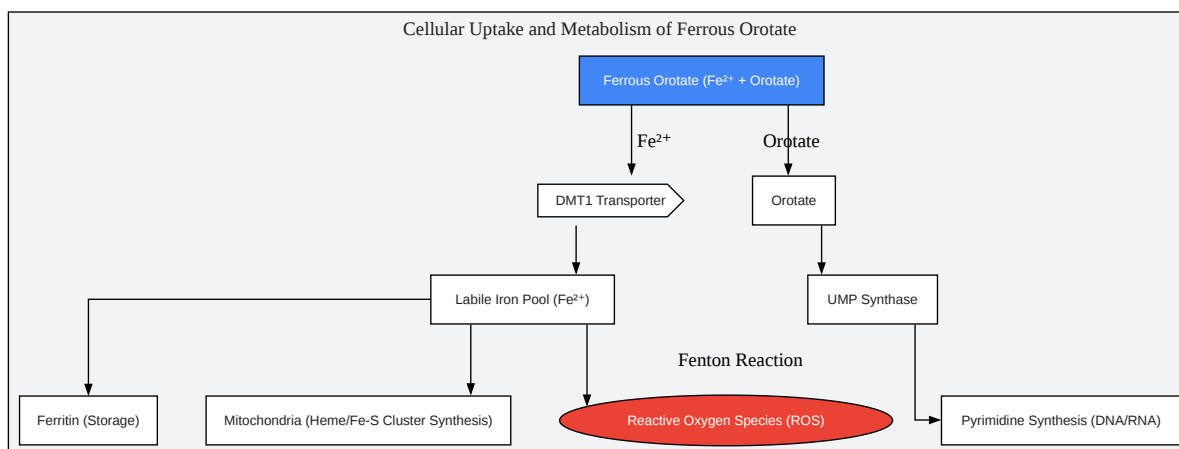 Cellular Uptake and Metabolism of Ferrous Orotate
Ferrous Orotate (Fe²⁺ + Orotate)
Fe²⁺
Orotate
DMT1 Transporter
Orotate
Labile Iron Pool (Fe²⁺)
UMP Synthase
Fenton Reaction
Ferritin (Storage)
Mitochondria (Heme/Fe-S Cluster Synthesis)
Reactive Oxygen Species (ROS)
Pyrimidine Synthesis (DNA/RNA)